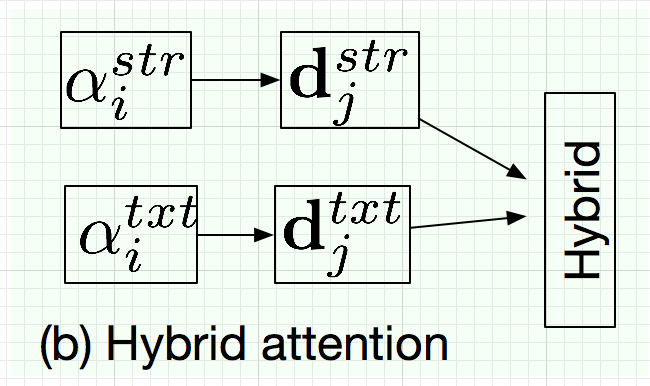 α_i^{str}
d_j^{str}
α_i^{txt}
d_j^{txt}
Hybrid
(b) Hybrid attention